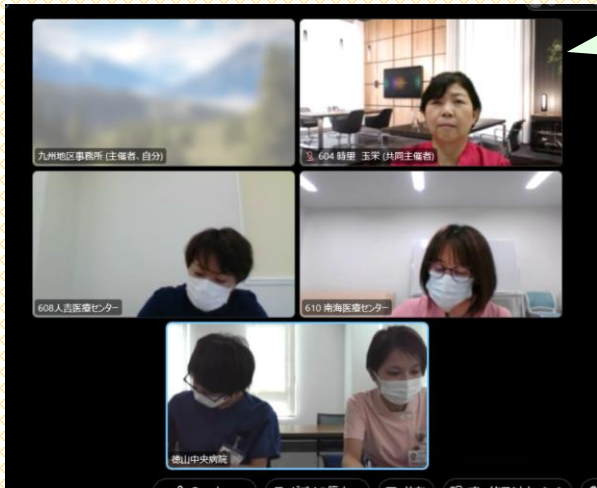 九州地区事務所 (主催者、自分)
604 時里　玉栄 (共同主催者)
608人吉医療センター
610 南海医療センター
徳山中央病院